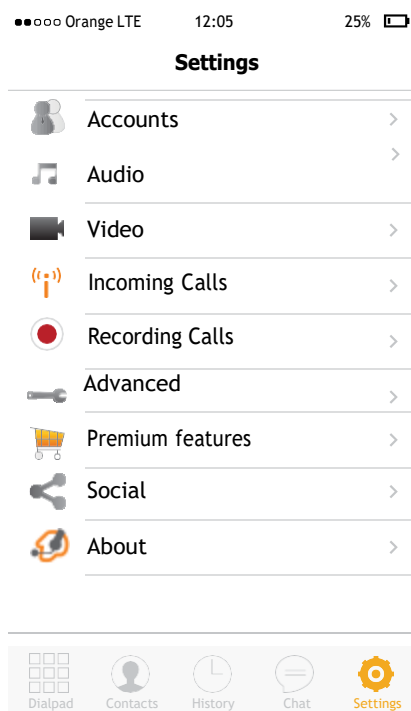 Orange LTE 12:05 25%
Settings
Accounts
Audio
Video
Incoming Calls
Recording Calls
Advanced
Premium features
Social
About
Dialpad Contacts History Chat Settings